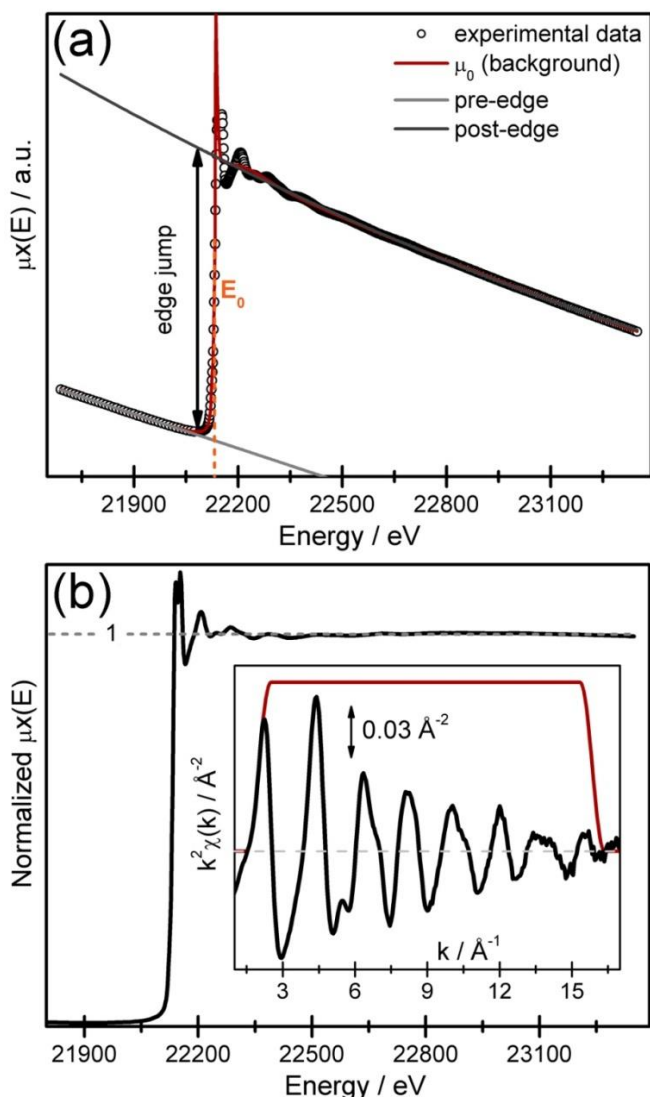 (a)
experimental data
μ₀ (background)
pre-edge
post-edge
μx(E) / a.u.
edge jump
E₀
21900 22200 22500 22800 23100
Energy / eV
(b)
1
Normalized μx(E)
0.03 Å⁻²
k²χ(k) / Å⁻²
k / Å⁻¹
3 6 9 12 15
21900 22200 22500 22800 23100
Energy / eV